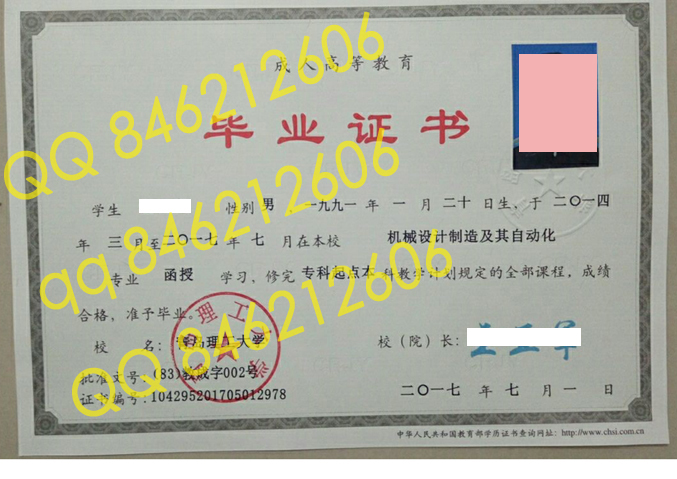 成人高等教育
毕业证书
学生 性别 男 ，一九九一 年 一 月 二十 日生，于 二〇一四
年 三 月至二〇一七 年 七 月在本校 机械设计制造及其自动化
专业 函授 学习，修完 专科起点本 科教学计划规定的全部课程，成绩
合格，准予毕业。
校 名：青岛理工大学
校（院）长：
批准文号：(83)教成字002号
证书编号：104295201705012978
二〇一七 年 七 月 一 日
中华人民共和国教育部学历证书查询网址：http://www.chsi.com.cn
QQ 846212606
QQ 846212606
qq 846212606
QQ 846212606